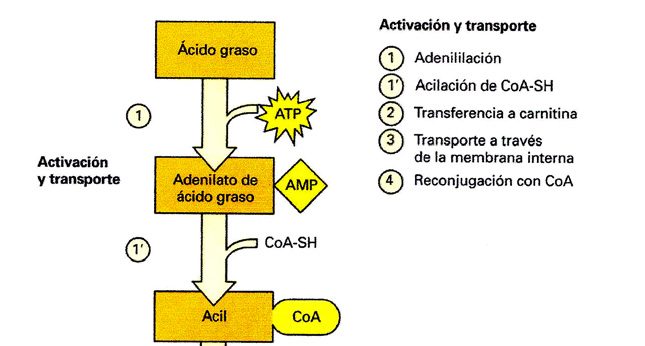 Ácido graso
1
ATP
Activación
y transporte
Adenilato de
ácido graso
AMP
1'
CoA-SH
Acil
CoA
Activación y transporte
1 Adenililación
1' Acilación de CoA-SH
2 Transferencia a carnitina
3 Transporte a través
de la membrana interna
4 Reconjugación con CoA